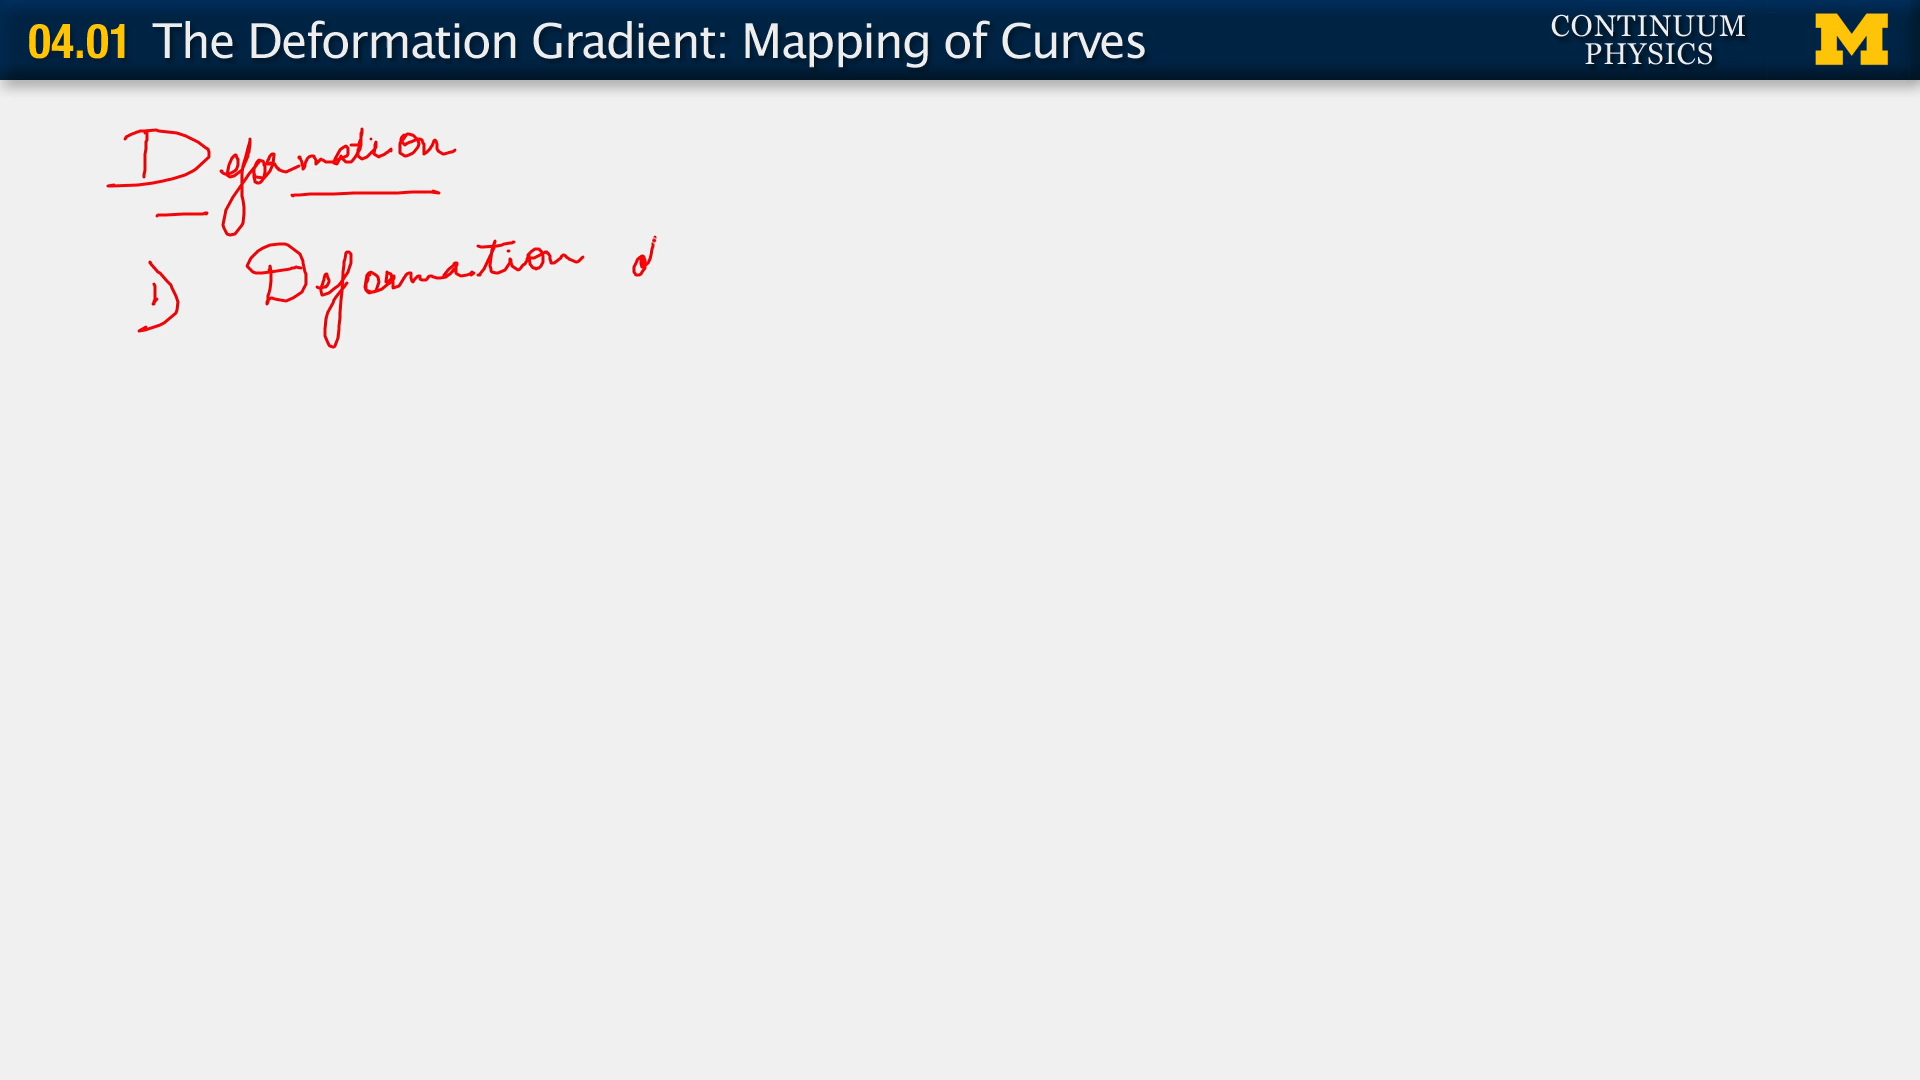 04.01 The Deformation Gradient: Mapping of Curves
CONTINUUM
PHYSICS
M
Deformation
1) Deformation